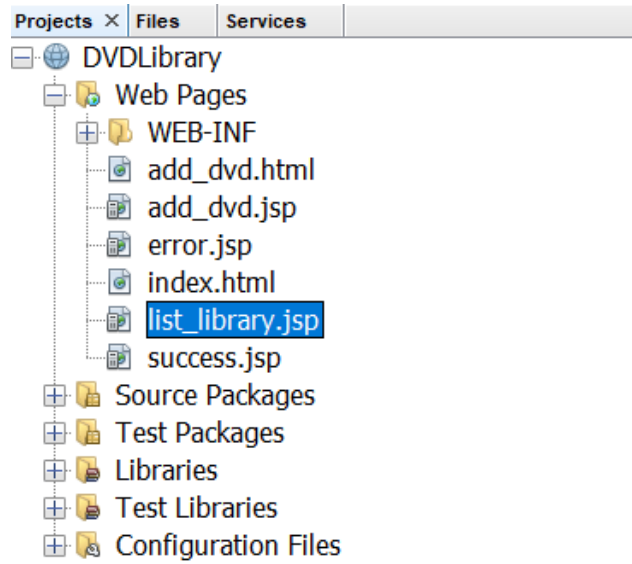 Projects × Files Services
DVDLibrary
Web Pages
WEB-INF
add_dvd.html
add_dvd.jsp
error.jsp
index.html
list_library.jsp
success.jsp
Source Packages
Test Packages
Libraries
Test Libraries
Configuration Files